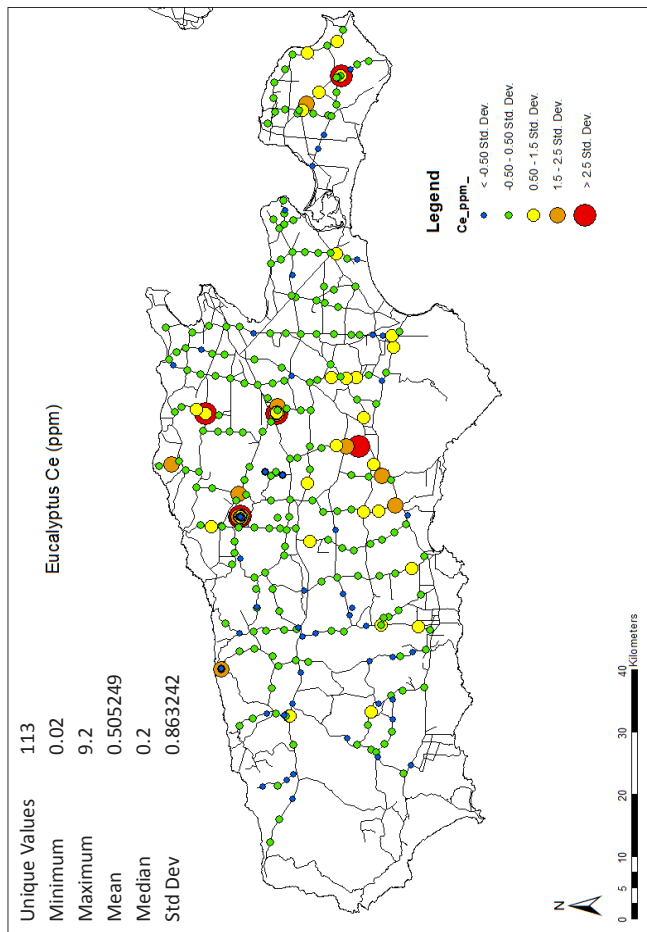 Unique Values 113
Minimum 0.02
Maximum 9.2
Mean 0.505249
Median 0.2
Std Dev 0.863242
Eucalyptus Ce (ppm)
Legend
Ce_ppm_
< -0.50 Std. Dev.
-0.50 - 0.50 Std. Dev.
0.50 - 1.5 Std. Dev.
1.5 - 2.5 Std. Dev.
> 2.5 Std. Dev.
N
0 5 10 20 30 40
Kilometers